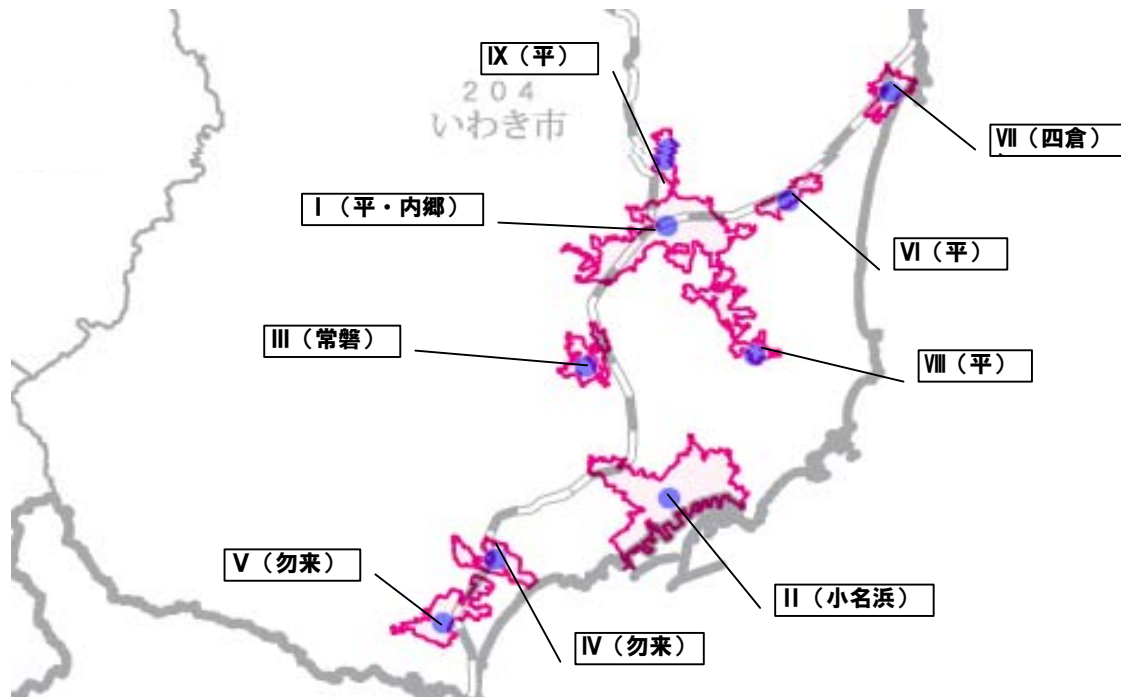 Ⅸ（平）
２０４
いわき市
Ⅶ（四倉）
Ⅰ（平・内郷）
Ⅵ（平）
Ⅲ（常磐）
Ⅷ（平）
Ⅴ（勿来）
Ⅱ（小名浜）
Ⅳ（勿来）